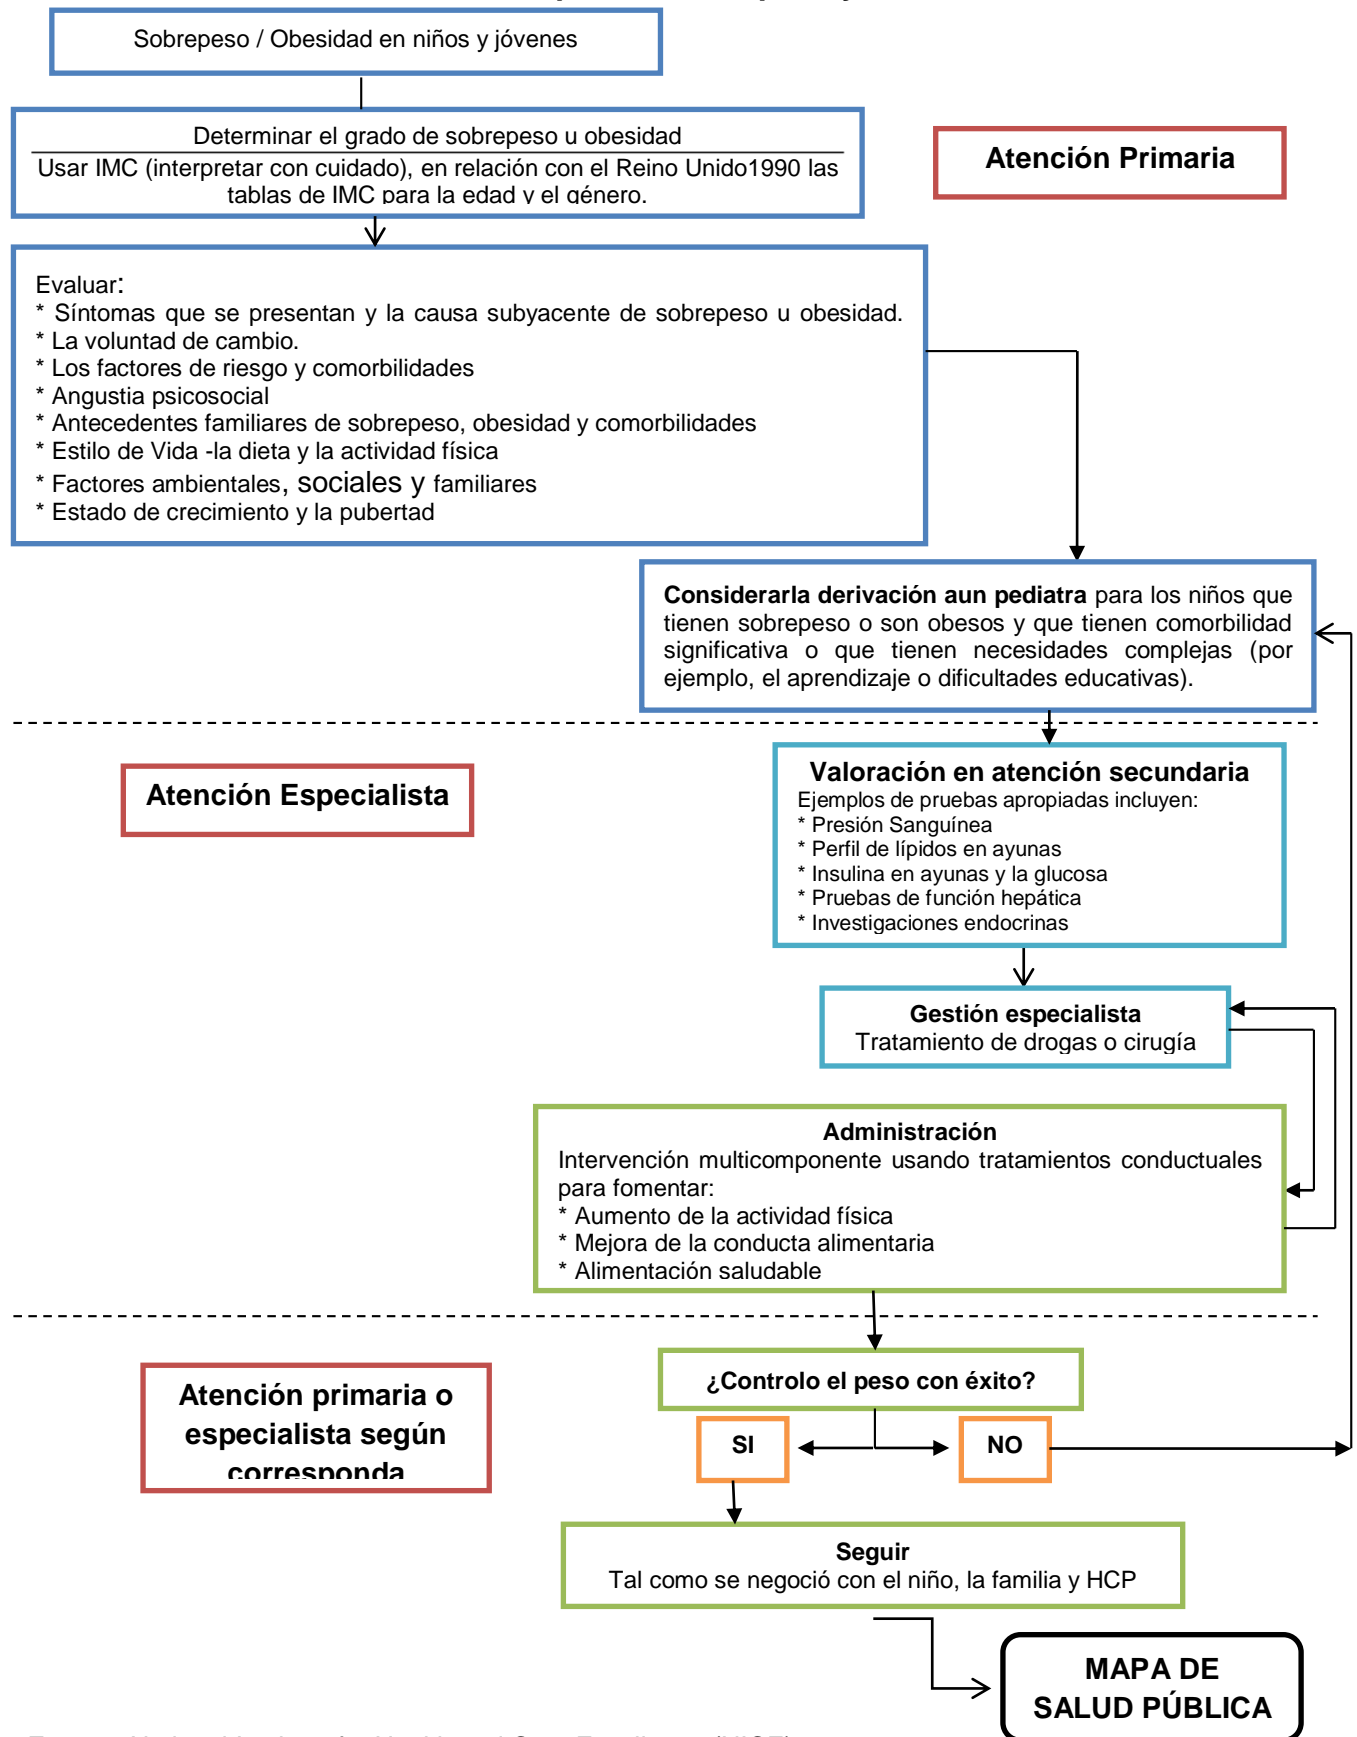 Sobrepeso / Obesidad en niños y jóvenes
Determinar el grado de sobrepeso u obesidad
Usar IMC (interpretar con cuidado), en relación con el Reino Unido1990 las
tablas de IMC para la edad y el género.
Atención Primaria
Evaluar:
* Síntomas que se presentan y la causa subyacente de sobrepeso u obesidad.
* La voluntad de cambio.
* Los factores de riesgo y comorbilidades
* Angustia psicosocial
* Antecedentes familiares de sobrepeso, obesidad y comorbilidades
* Estilo de Vida -la dieta y la actividad física
* Factores ambientales, sociales y familiares
* Estado de crecimiento y la pubertad
Considerarla derivación aun pediatra para los niños que
tienen sobrepeso o son obesos y que tienen comorbilidad
significativa o que tienen necesidades complejas (por
ejemplo, el aprendizaje o dificultades educativas).
Atención Especialista
Valoración en atención secundaria
Ejemplos de pruebas apropiadas incluyen:
* Presión Sanguínea
* Perfil de lípidos en ayunas
* Insulina en ayunas y la glucosa
* Pruebas de función hepática
* Investigaciones endocrinas
Gestión especialista
Tratamiento de drogas o cirugía
Administración
Intervención multicomponente usando tratamientos conductuales
para fomentar:
* Aumento de la actividad física
* Mejora de la conducta alimentaria
* Alimentación saludable
Atención primaria o
especialista según
corresponda
¿Controlo el peso con éxito?
SI
NO
Seguir
Tal como se negoció con el niño, la familia y HCP
MAPA DE
SALUD PÚBLICA